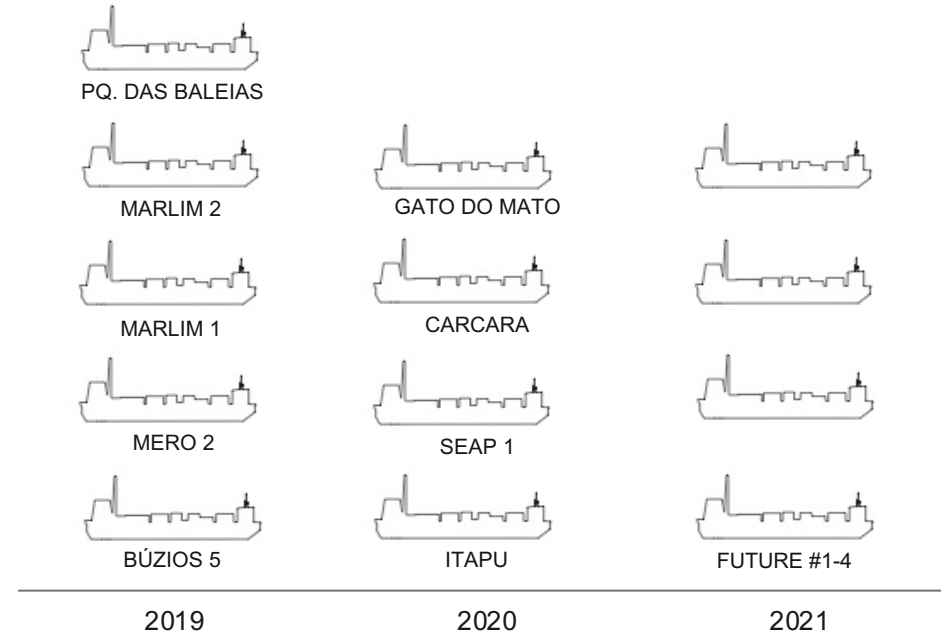 PQ. DAS BALEIAS
MARLIM 2
GATO DO MATO
MARLIM 1
CARCARA
MERO 2
SEAP 1
BÚZIOS 5
ITAPU
FUTURE #1-4
2019
2020
2021